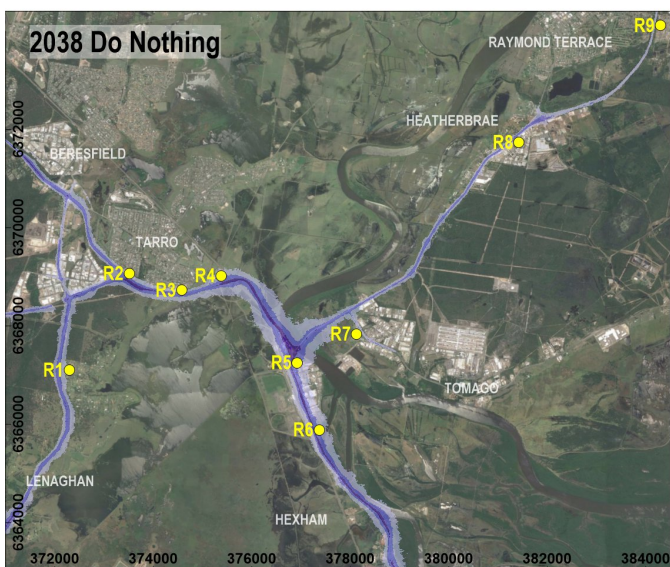 2038 Do Nothing
R9
RAYMOND TERRACE
HEATHERBRAE
R8
BERESFIELD
TARRO
R2
R3
R4
R7
R5
R1
TOMAGO
R6
LENAGHAN
HEXHAM
6372000
6370000
6368000
6366000
6364000
372000 374000 376000 378000 380000 382000 384000